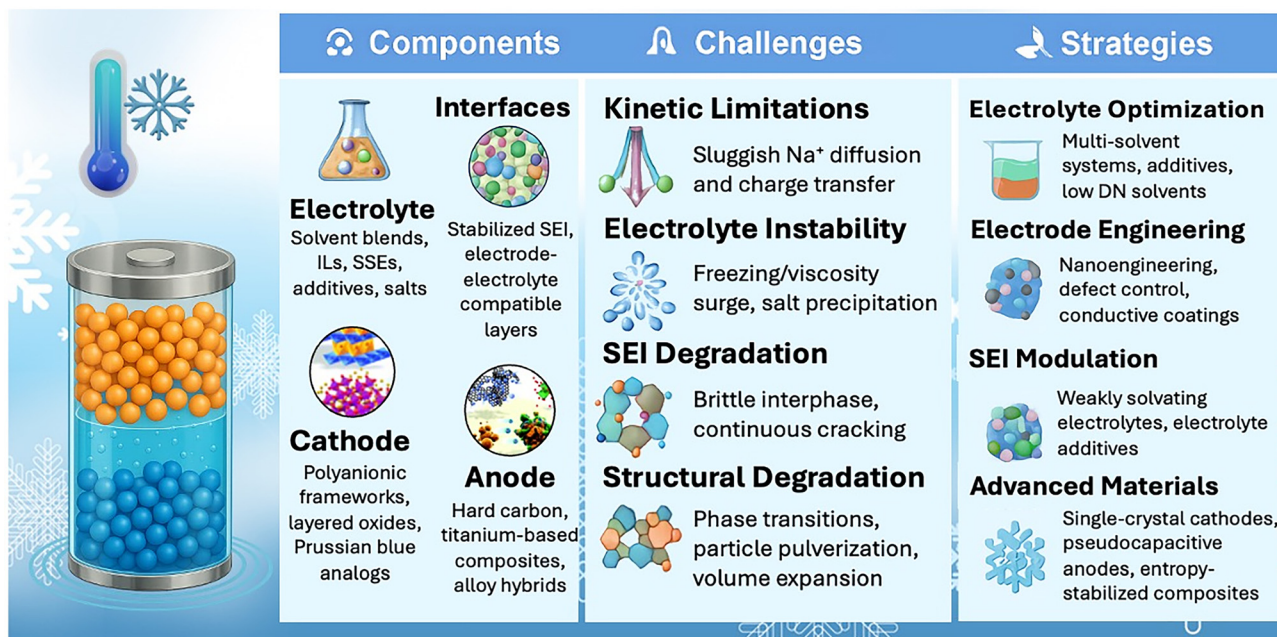 Components
Electrolyte
Solvent blends,
ILs, SSEs,
additives, salts
Interfaces
Stabilized SEI,
electrode-
electrolyte
compatible
layers
Cathode
Polyanionic
frameworks,
layered oxides,
Prussian blue
analogs
Anode
Hard carbon,
titanium-based
composites,
alloy hybrids
Challenges
Kinetic Limitations
Sluggish Na⁺ diffusion
and charge transfer
Electrolyte Instability
Freezing/viscosity
surge, salt precipitation
SEI Degradation
Brittle interphase,
continuous cracking
Structural Degradation
Phase transitions,
particle pulverization,
volume expansion
Strategies
Electrolyte Optimization
Multi-solvent
systems, additives,
low DN solvents
Electrode Engineering
Nanoengineering,
defect control,
conductive coatings
SEI Modulation
Weakly solvating
electrolytes, electrolyte
additives
Advanced Materials
Single-crystal cathodes,
pseudocapacitive
anodes, entropy-
stabilized composites